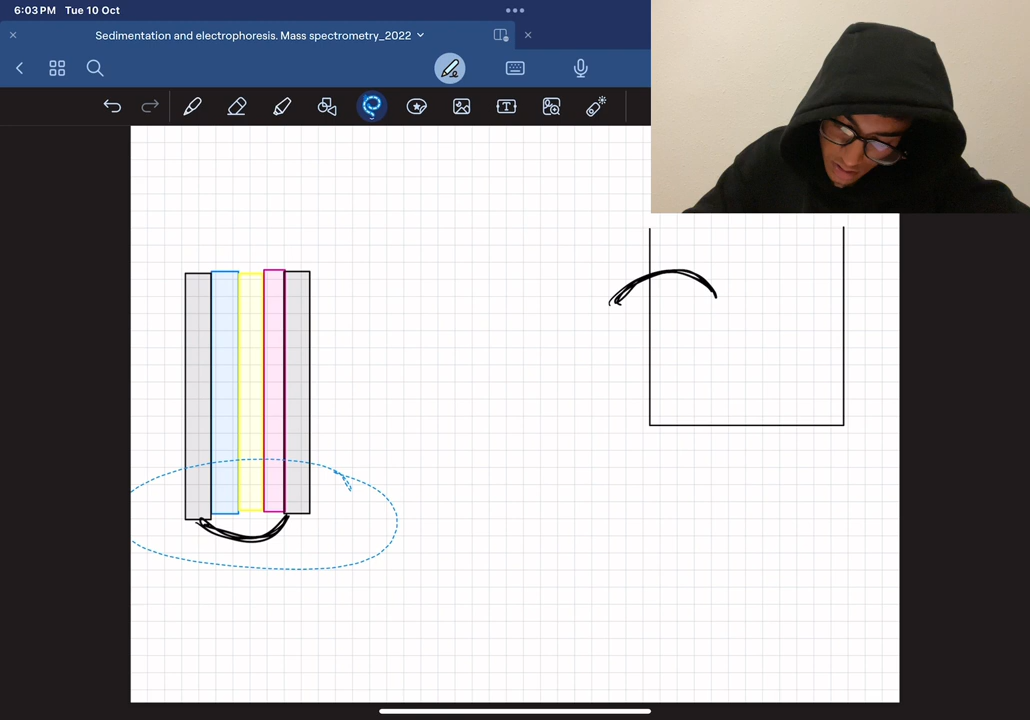 6:03 PM Tue 10 Oct
Sedimentation and electrophoresis. Mass spectrometry_2022
T